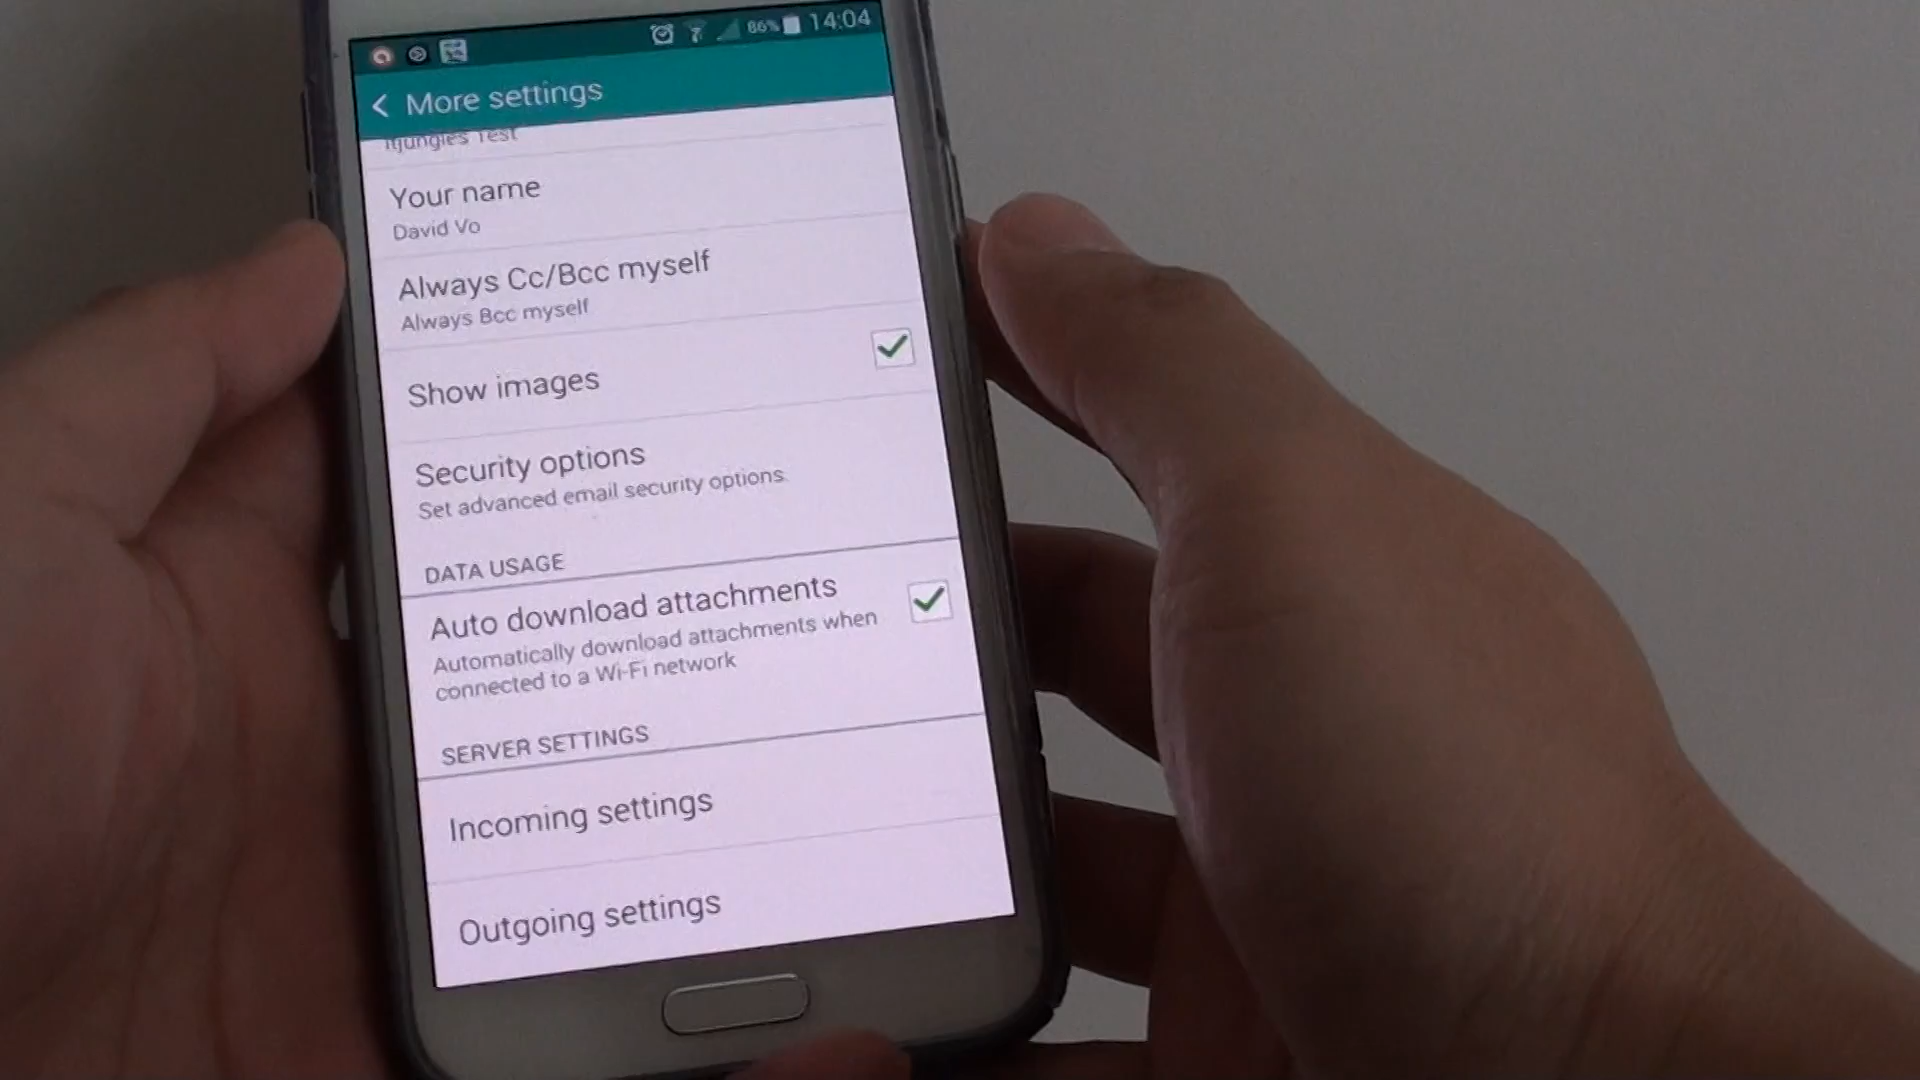 86% 14:04
More settings
Itjungles Test
Your name
David Vo
Always Cc/Bcc myself
Always Bcc myself
Show images
Security options
Set advanced email security options
DATA USAGE
Auto download attachments
Automatically download attachments when
connected to a Wi-Fi network
SERVER SETTINGS
Incoming settings
Outgoing settings